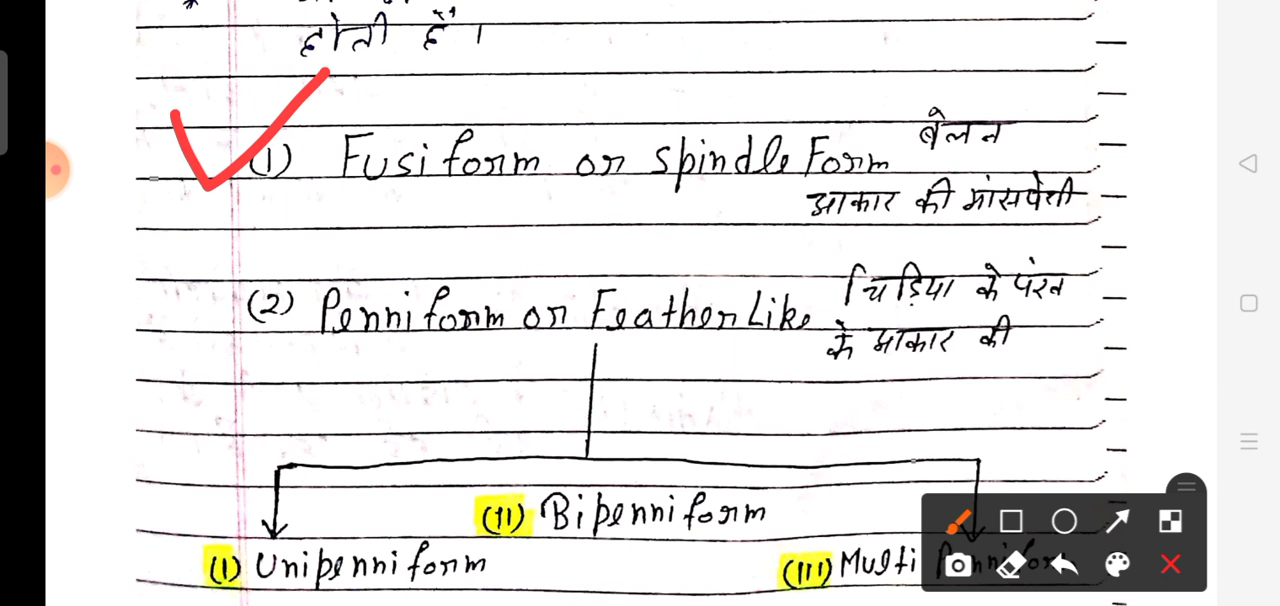 होती हैं।
(1) Fusiform or Spindle Form बेलन
आकार की मांसपेशी
(2) Penniform or Feather Like चिड़िया के पंख
के आकार की
(II) Bipenniform
(I) Unipenniform
(III) Multi